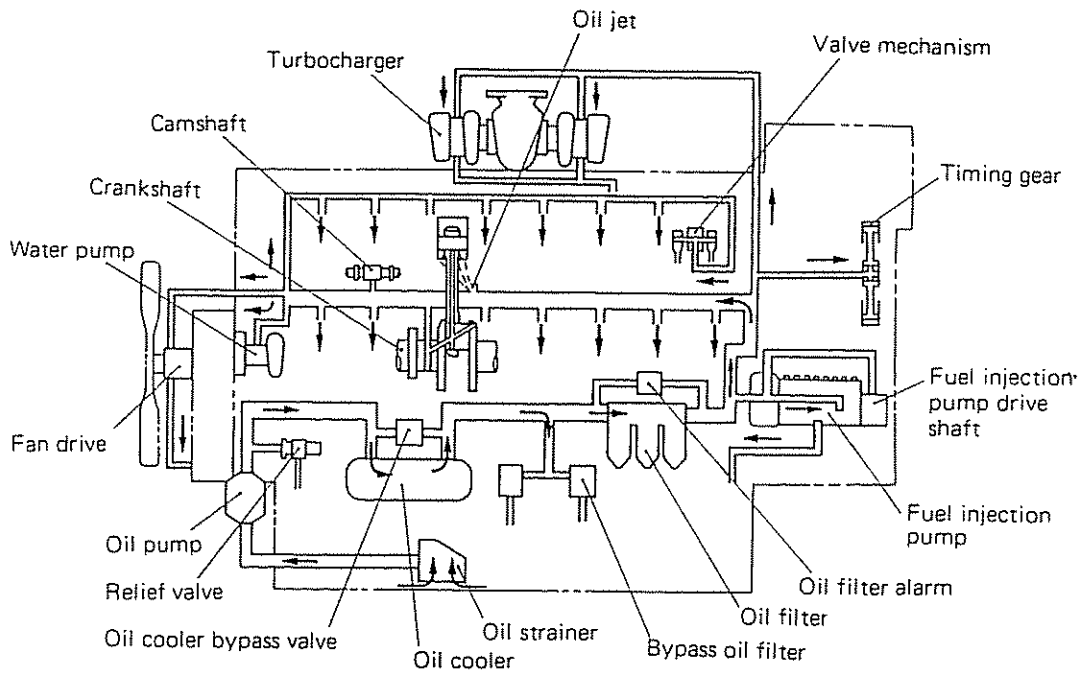 Oil jet
Turbocharger
Valve mechanism
Camshaft
Timing gear
Crankshaft
Water pump
Fuel injection
pump drive
shaft
Fan drive
Fuel injection
pump
Oil pump
Relief valve
Oil filter alarm
Oil filter
Oil cooler bypass valve
Oil strainer
Bypass oil filter
Oil cooler